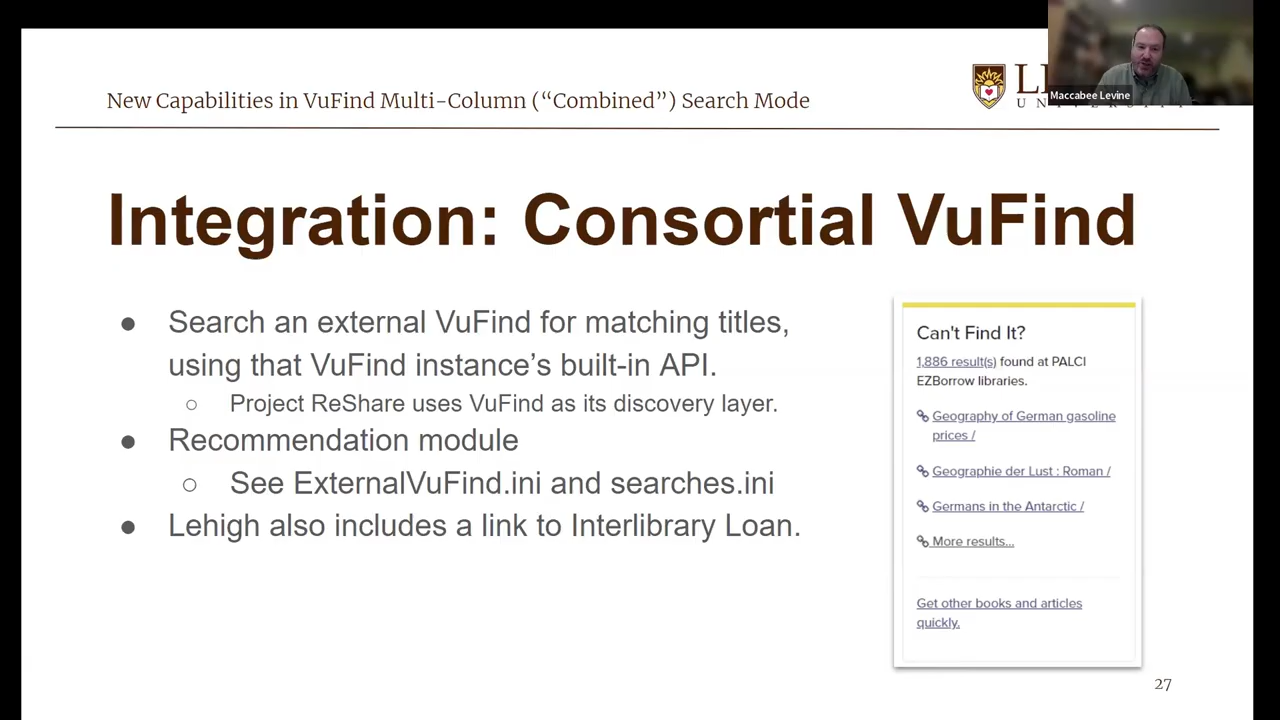 New Capabilities in VuFind Multi-Column (“Combined”) Search Mode
Maccabee Levine
Integration: Consortial VuFind
● Search an external VuFind for matching titles,
using that VuFind instance’s built-in API.
○ Project ReShare uses VuFind as its discovery layer.
● Recommendation module
○ See ExternalVuFind.ini and searches.ini
● Lehigh also includes a link to Interlibrary Loan.
Can't Find It?
1,886 result(s) found at PALCI
EZBorrow libraries.
Geography of German gasoline
prices /
Geographie der Lust : Roman /
Germans in the Antarctic /
More results...
Get other books and articles
quickly.
27